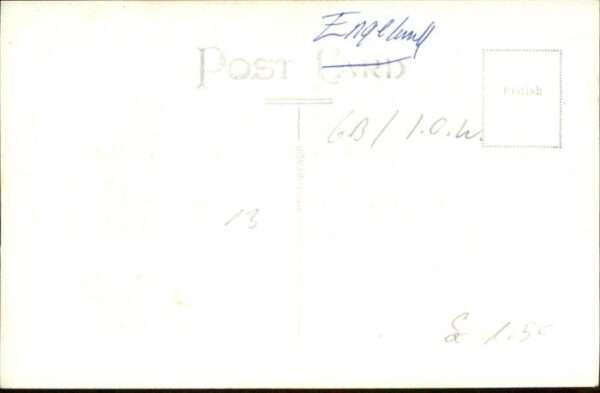 England
POST CARD
British
GB / I.O.W.
13
£ 1.50